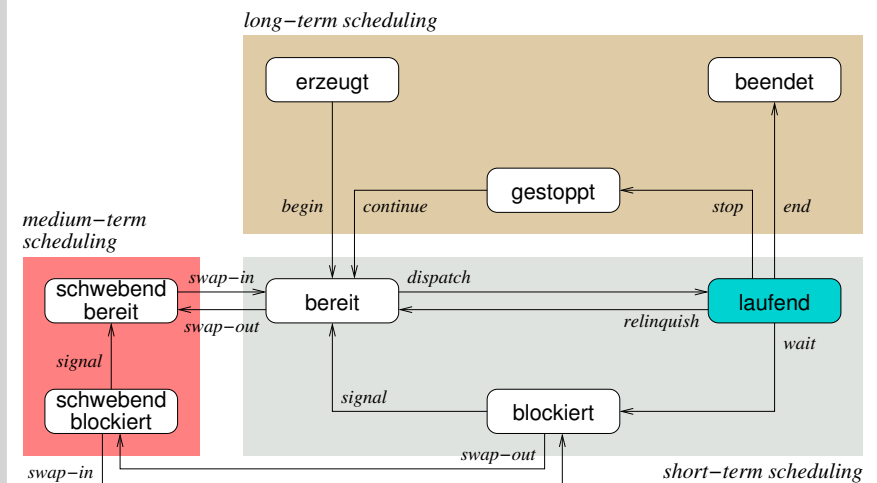 long−term scheduling
erzeugt
beendet
gestoppt
begin
continue
stop
end
medium−term
scheduling
swap−in
dispatch
schwebend
bereit
bereit
laufend
swap−out
relinquish
wait
signal
schwebend
blockiert
signal
blockiert
swap−out
swap−in
short−term scheduling